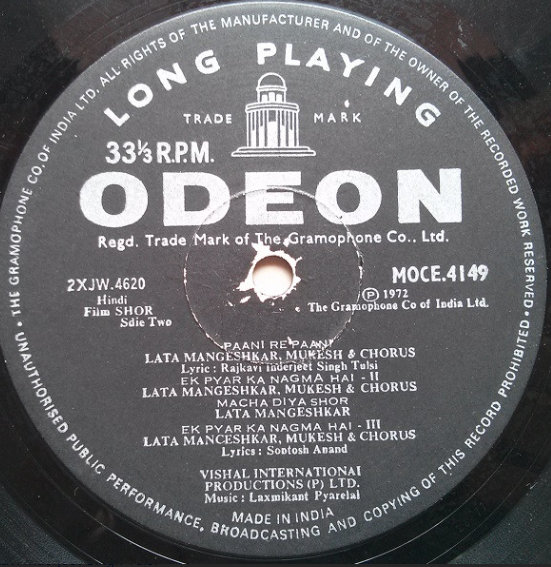 THE GRAMOPHONE CO. OF INDIA LTD. ALL RIGHTS OF THE MANUFACTURER AND OF THE OWNER OF THE RECORDED WORK RESERVED • UNAUTHORISED PUBLIC PERFORMANCE, BROADCASTING AND COPYING OF THIS RECORD PROHIBITED •
LONG PLAYING
TRADE MARK
33⅓ R.P.M.
ODEON
Regd. Trade Mark of The Gramophone Co., Ltd.
2XJW.4620 MOCE.4149
Hindi ℗ 1972
Film SHOR The Gramophone Co of India Ltd.
Sdie Two
PAANI RE PAANI
LATA MANGESHKAR, MUKESH & CHORUS
Lyric : Rajkavi Inderjeet Singh Tulsi
EK PYAR KA NAGMA HAI - II
LATA MANGESHKAR, MUKESH & CHORUS
MACHA DIYA SHOR
LATA MANGESHKAR
EK PYAR KA NAGMA HAI - III
LATA MANCESHKAR, MUKESH & CHORUS
Lyrics : Sontosh Anand
VISHAL INTERNATIONAI
PRODUCTIONS (P) LTD.
Music : Laxmikant Pyarelal
MADE IN INDIA